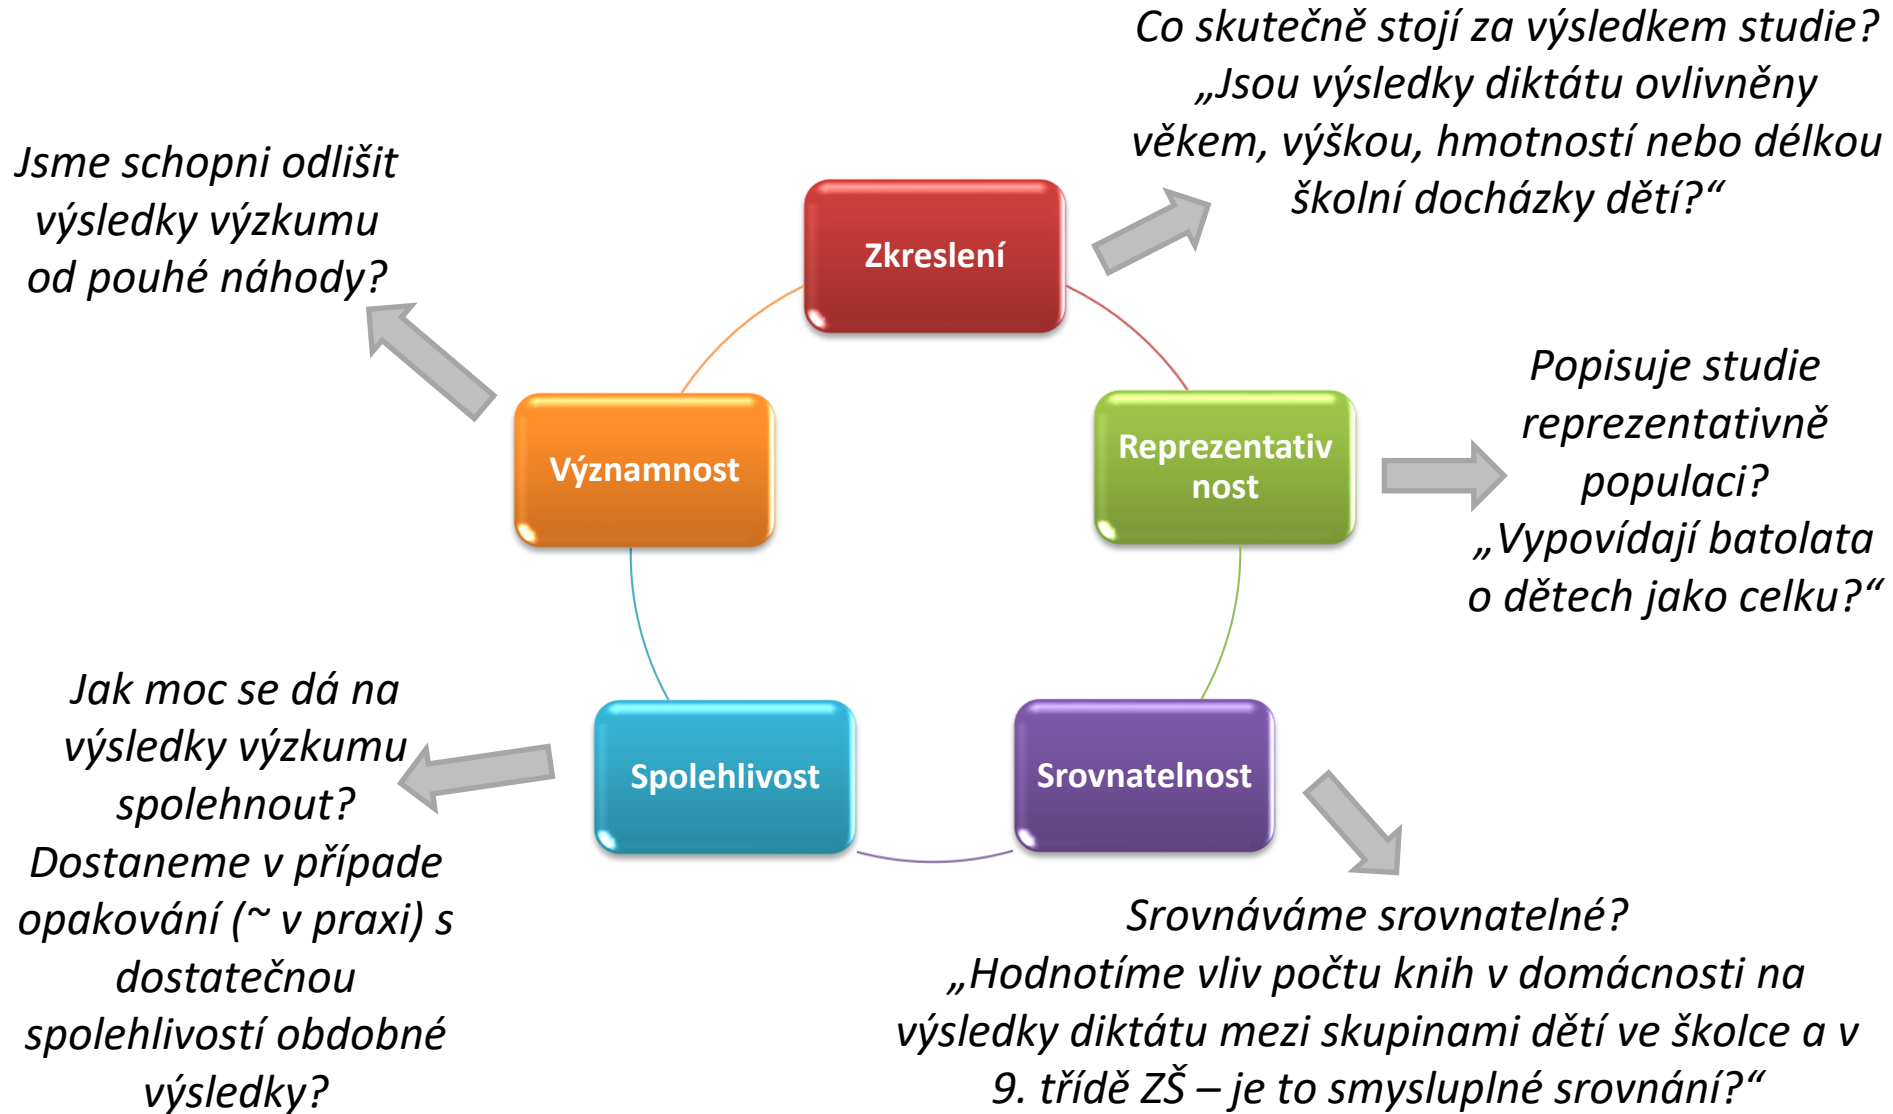 Co skutečně stojí za výsledkem studie?
„Jsou výsledky diktátu ovlivněny
věkem, výškou, hmotností nebo délkou
školní docházky dětí?“
Jsme schopni odlišit
výsledky výzkumu
od pouhé náhody?
Zkreslení
Popisuje studie
reprezentativně
populaci?
„Vypovídají batolata
o dětech jako celku?“
Reprezentativ
nost
Významnost
Jak moc se dá na
výsledky výzkumu
spolehnout?
Dostaneme v případe
opakování (~ v praxi) s
dostatečnou
spolehlivostí obdobné
výsledky?
Spolehlivost
Srovnatelnost
Srovnáváme srovnatelné?
„Hodnotíme vliv počtu knih v domácnosti na
výsledky diktátu mezi skupinami dětí ve školce a v
9. třídě ZŠ – je to smysluplné srovnání?“